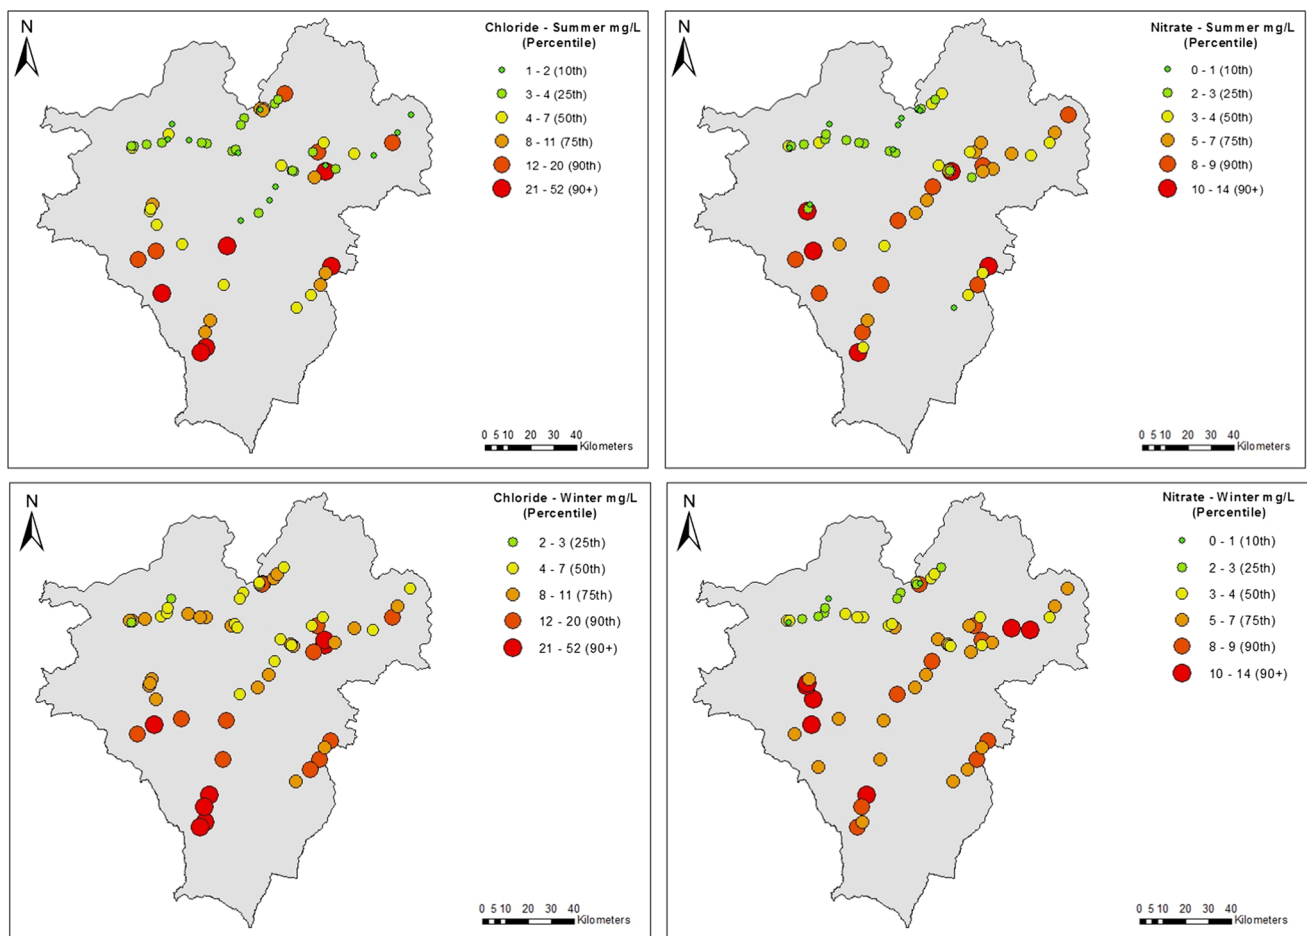 N
Chloride - Summer mg/L
(Percentile)
1 - 2 (10th)
3 - 4 (25th)
4 - 7 (50th)
8 - 11 (75th)
12 - 20 (90th)
21 - 52 (90+)
0 5 10 20 30 40
Kilometers
N
Nitrate - Summer mg/L
(Percentile)
0 - 1 (10th)
2 - 3 (25th)
3 - 4 (50th)
5 - 7 (75th)
8 - 9 (90th)
10 - 14 (90+)
0 5 10 20 30 40
Kilometers
N
Chloride - Winter mg/L
(Percentile)
2 - 3 (25th)
4 - 7 (50th)
8 - 11 (75th)
12 - 20 (90th)
21 - 52 (90+)
0 5 10 20 30 40
Kilometers
N
Nitrate - Winter mg/L
(Percentile)
0 - 1 (10th)
2 - 3 (25th)
3 - 4 (50th)
5 - 7 (75th)
8 - 9 (90th)
10 - 14 (90+)
0 5 10 20 30 40
Kilometers